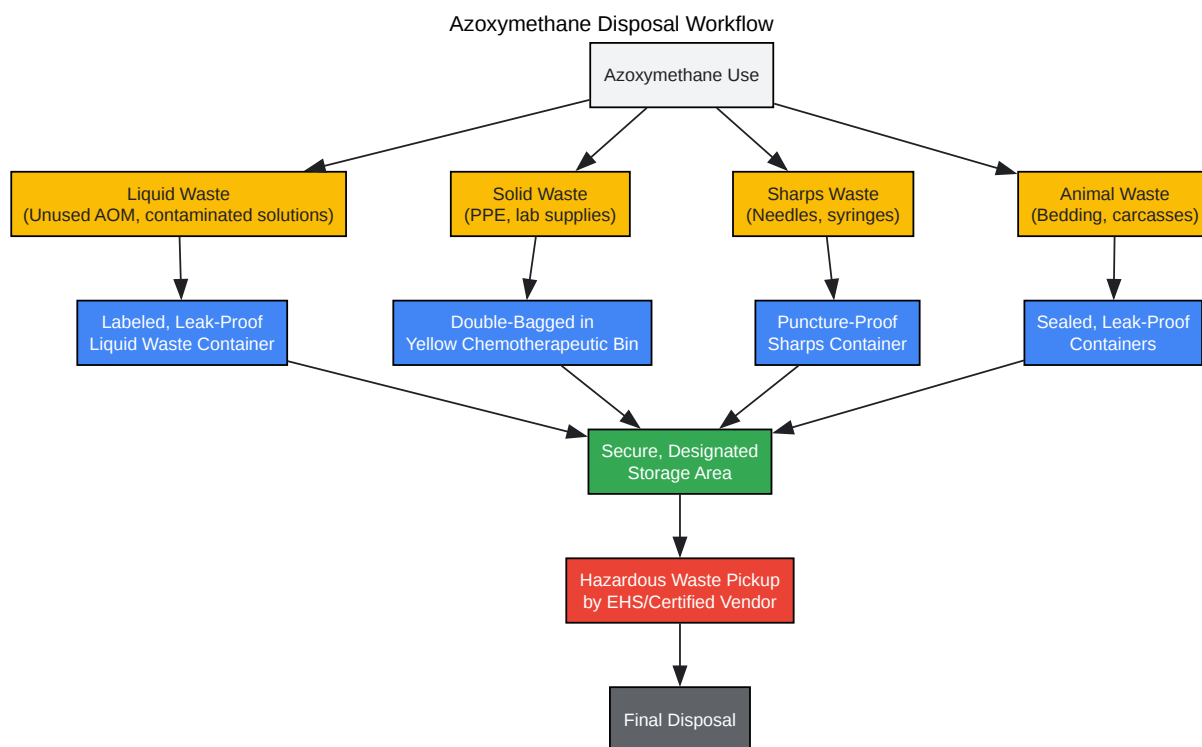 Azoxymethane Disposal Workflow
Azoxymethane Use
Liquid Waste
(Unused AOM, contaminated solutions)
Solid Waste
(PPE, lab supplies)
Sharps Waste
(Needles, syringes)
Animal Waste
(Bedding, carcasses)
Labeled, Leak-Proof
Liquid Waste Container
Double-Bagged in
Yellow Chemotherapeutic Bin
Puncture-Proof
Sharps Container
Sealed, Leak-Proof
Containers
Secure, Designated
Storage Area
Hazardous Waste Pickup
by EHS/Certified Vendor
Final Disposal